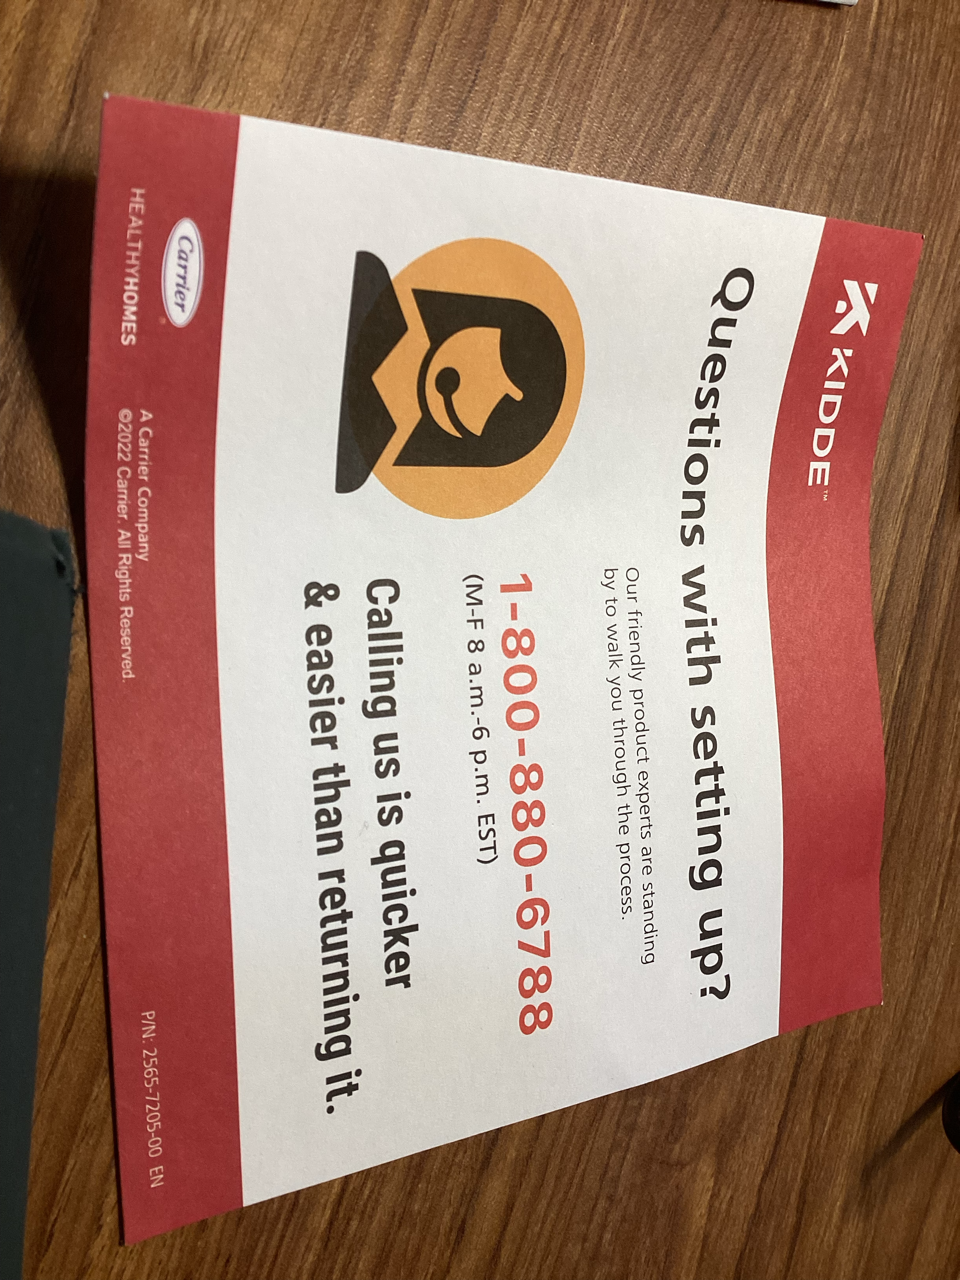 KIDDE™
Questions with setting up?
Our friendly product experts are standing
by to walk you through the process.
1-800-880-6788
(M-F 8 a.m.-6 p.m. EST)
Calling us is quicker
& easier than returning it.
Carrier
HEALTHYHOMES
A Carrier Company
©2022 Carrier. All Rights Reserved.
P/N: 2565-7205-00 EN